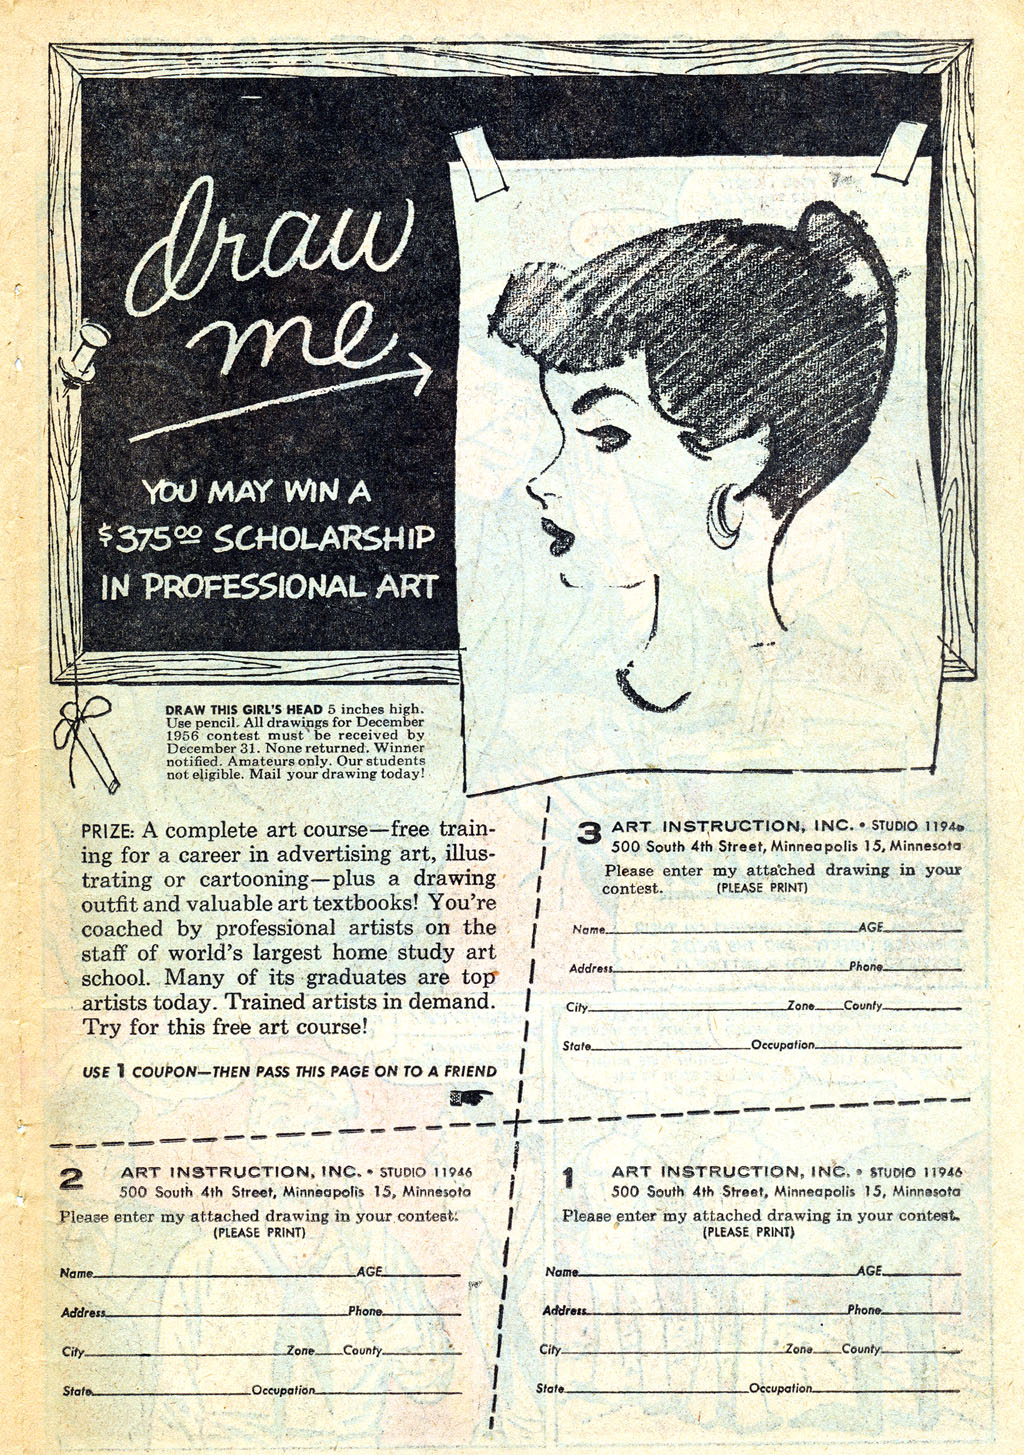 draw
me
YOU MAY WIN A
$375.00 SCHOLARSHIP
IN PROFESSIONAL ART
DRAW THIS GIRL'S HEAD 5 inches high.
Use pencil. All drawings for December
1956 contest must be received by
December 31. None returned. Winner
notified. Amateurs only. Our students
not eligible. Mail your drawing today!
PRIZE: A complete art course—free train-
ing for a career in advertising art, illus-
trating or cartooning—plus a drawing
outfit and valuable art textbooks! You're
coached by professional artists on the
staff of world's largest home study art
school. Many of its graduates are top
artists today. Trained artists in demand.
Try for this free art course!
USE 1 COUPON—THEN PASS THIS PAGE ON TO A FRIEND
3 ART INSTRUCTION, INC. • STUDIO 11946
500 South 4th Street, Minneapolis 15, Minnesota
Please enter my attached drawing in your
contest. (PLEASE PRINT)
Name AGE
Address Phone
City Zone County
State Occupation
2 ART INSTRUCTION, INC. • STUDIO 11946
500 South 4th Street, Minneapolis 15, Minnesota
Please enter my attached drawing in your contest.
(PLEASE PRINT)
Name AGE
Address Phone
City Zone County
State Occupation
1 ART INSTRUCTION, INC. • STUDIO 11946
500 South 4th Street, Minneapolis 15, Minnesota
Please enter my attached drawing in your contest.
(PLEASE PRINT)
Name AGE
Address Phone
City Zone County
State Occupation